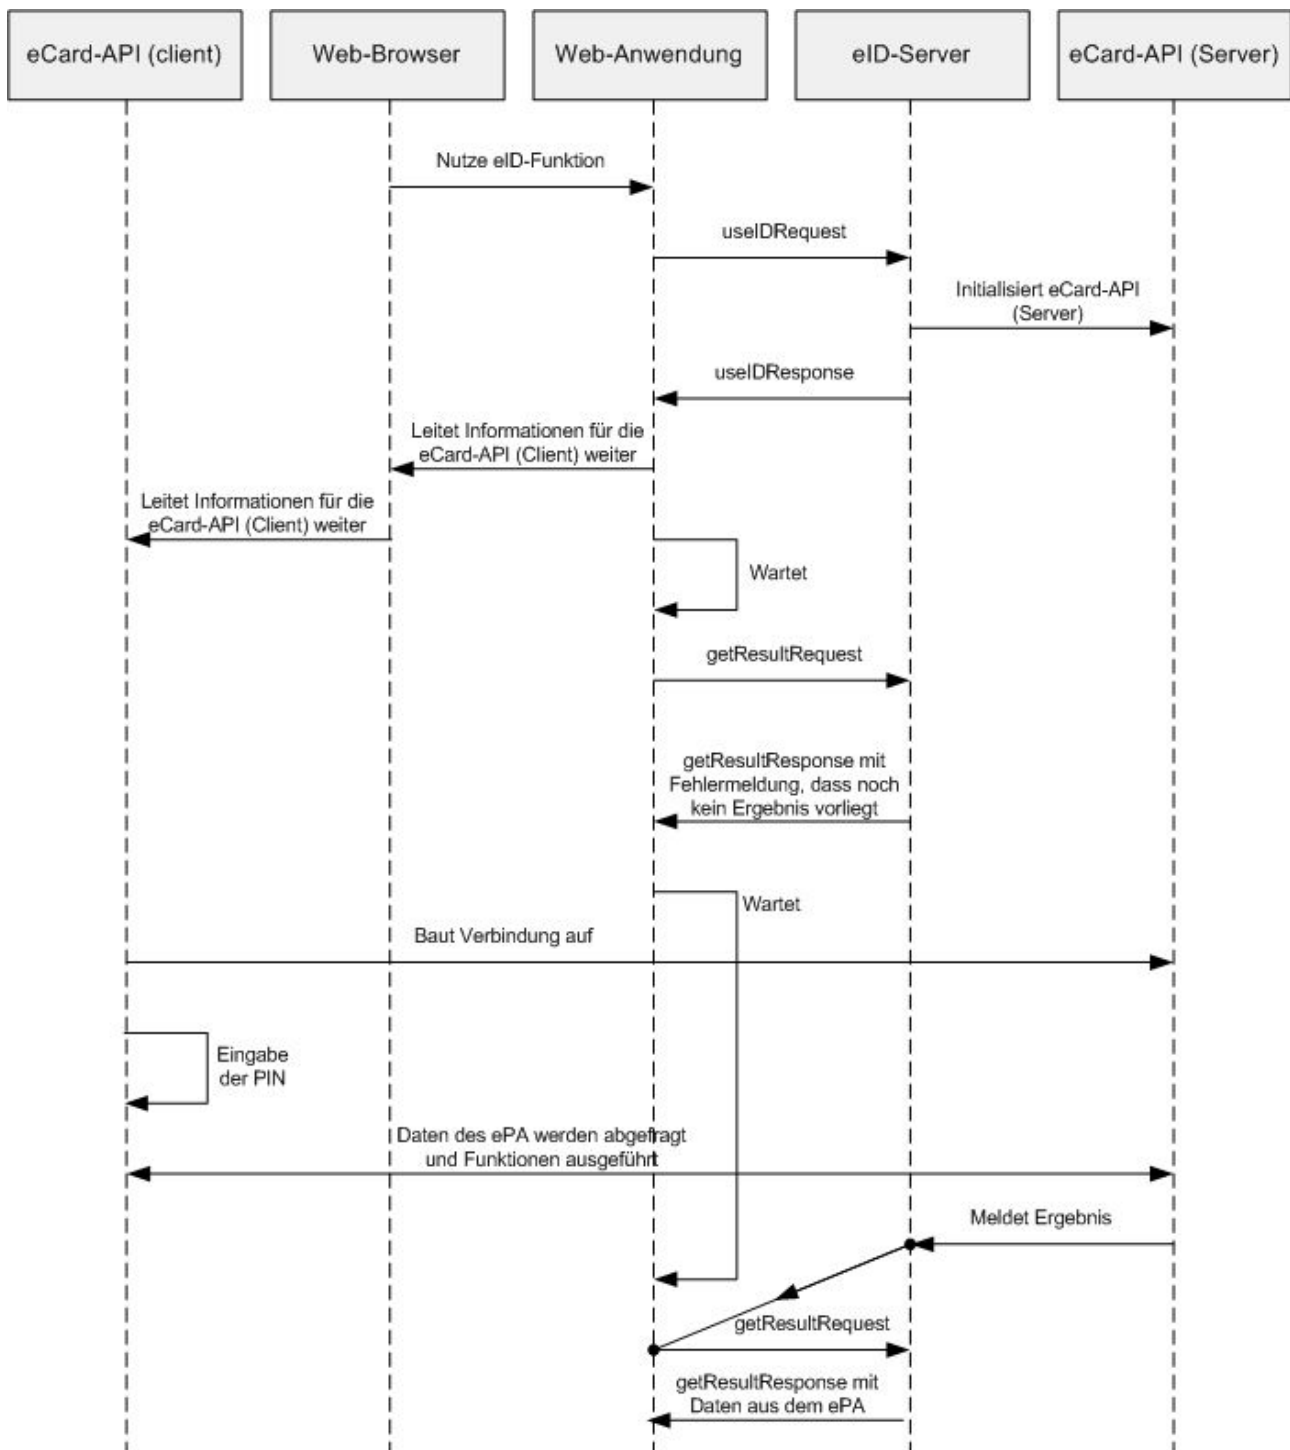 eCard-API (client)
Web-Browser
Web-Anwendung
eID-Server
eCard-API (Server)
Nutze eID-Funktion
useIDRequest
Initialisiert eCard-API
(Server)
useIDResponse
Leitet Informationen für die
eCard-API (Client) weiter
Leitet Informationen für die
eCard-API (Client) weiter
Wartet
getResultRequest
getResultResponse mit
Fehlermeldung, dass noch
kein Ergebnis vorliegt
Wartet
Baut Verbindung auf
Eingabe
der PIN
Daten des ePA werden abgefragt
und Funktionen ausgeführt
Meldet Ergebnis
getResultRequest
getResultResponse mit
Daten aus dem ePA